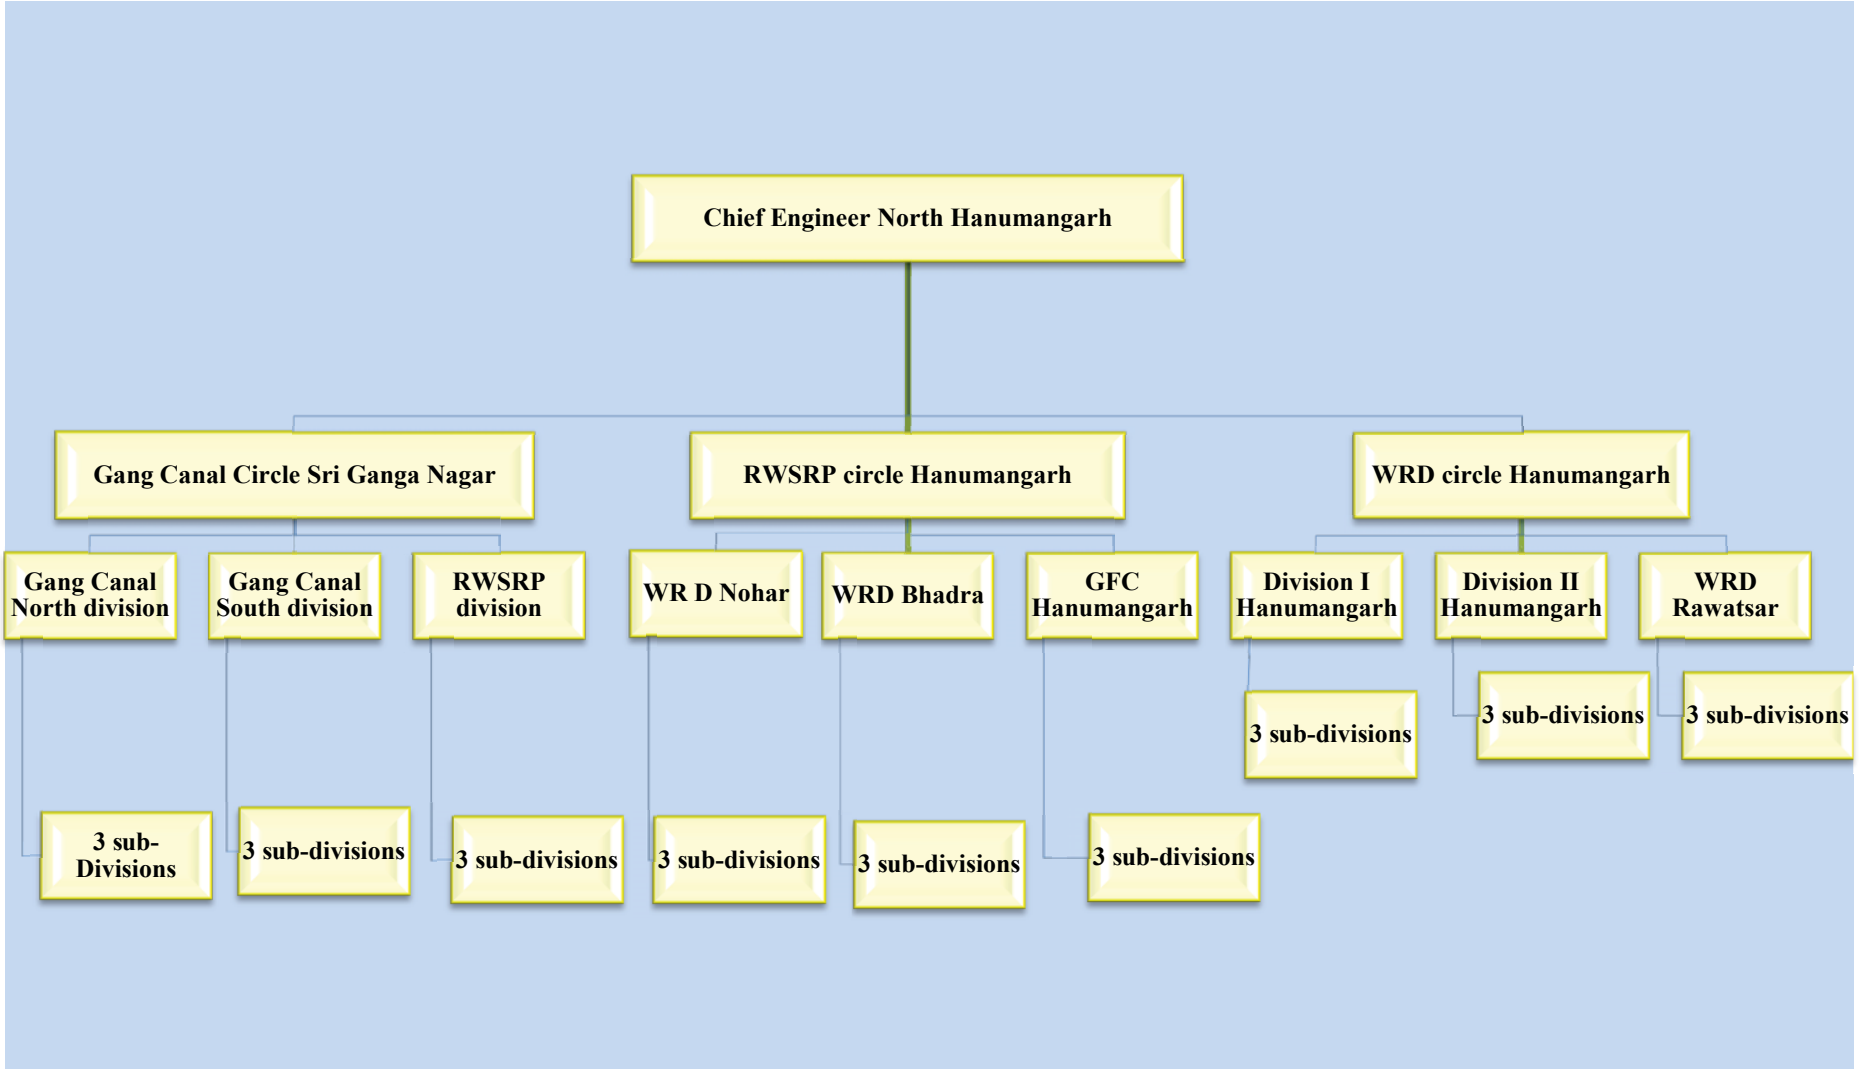 Chief Engineer North Hanumangarh
Gang Canal Circle Sri Ganga Nagar
RWSRP circle Hanumangarh
WRD circle Hanumangarh
Gang Canal
North division
Gang Canal
South division
RWSRP
division
WR D Nohar
WRD Bhadra
GFC
Hanumangarh
Division I
Hanumangarh
Division II
Hanumangarh
WRD
Rawatsar
3 sub-
Divisions
3 sub-divisions
3 sub-divisions
3 sub-divisions
3 sub-divisions
3 sub-divisions
3 sub-divisions
3 sub-divisions
3 sub-divisions